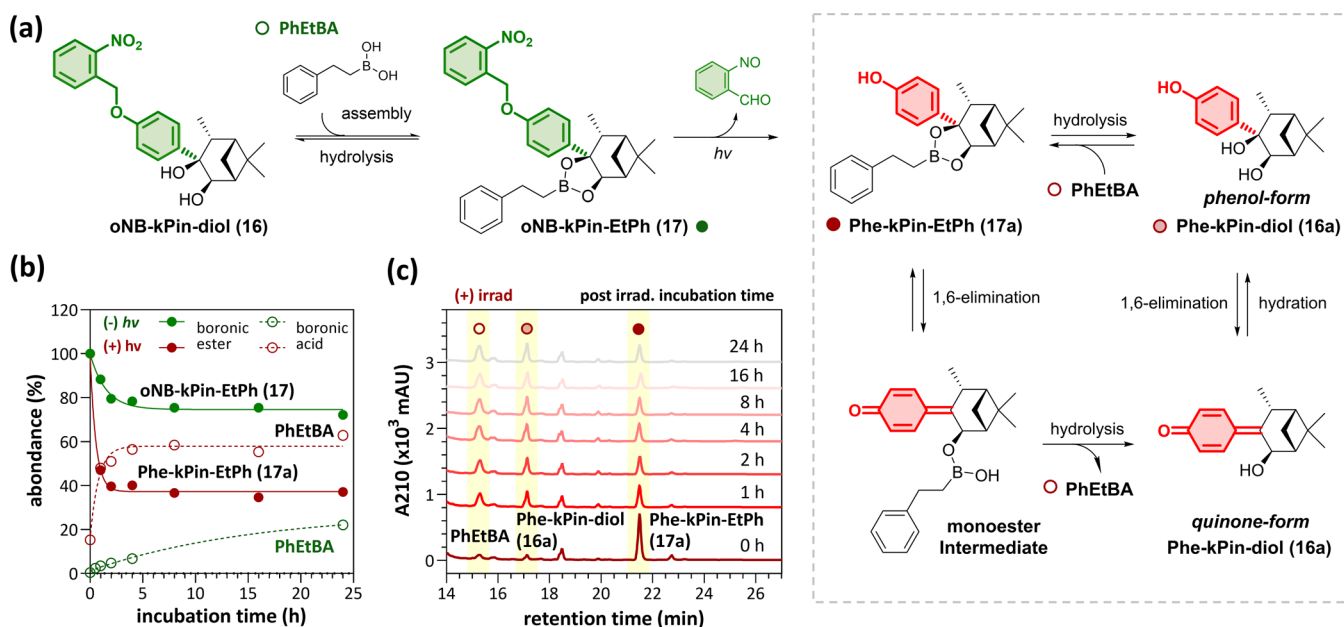 (a)
NO2
O
HO
HO
oNB-kPin-diol (16)
PhEtBA
OH
B
OH
assembly
hydrolysis
NO2
O
O
B
O
oNB-kPin-EtPh (17)
NO
CHO
hv
HO
O
B
O
Phe-kPin-EtPh (17a)
hydrolysis
PhEtBA
HO
HO
OH
phenol-form
Phe-kPin-diol (16a)
1,6-elimination
1,6-elimination
hydration
O
O
B
OH
monoester
Intermediate
hydrolysis
PhEtBA
O
HO
quinone-form
Phe-kPin-diol (16a)
(b)
120
100
80
60
40
20
0
abondance (%)
(-) hv
(+) hv
boronic
ester
boronic
acid
oNB-kPin-EtPh (17)
PhEtBA
Phe-kPin-EtPh (17a)
PhEtBA
0 5 10 15 20 25
incubation time (h)
(c)
(+) irrad
post irrad. incubation time
24 h
16 h
8 h
4 h
2 h
1 h
0 h
PhEtBA
Phe-kPin-diol
(16a)
Phe-kPin-EtPh
(17a)
3
2
1
0
A210 (x10³ mAU)
14 16 18 20 22 24 26
retention time (min)